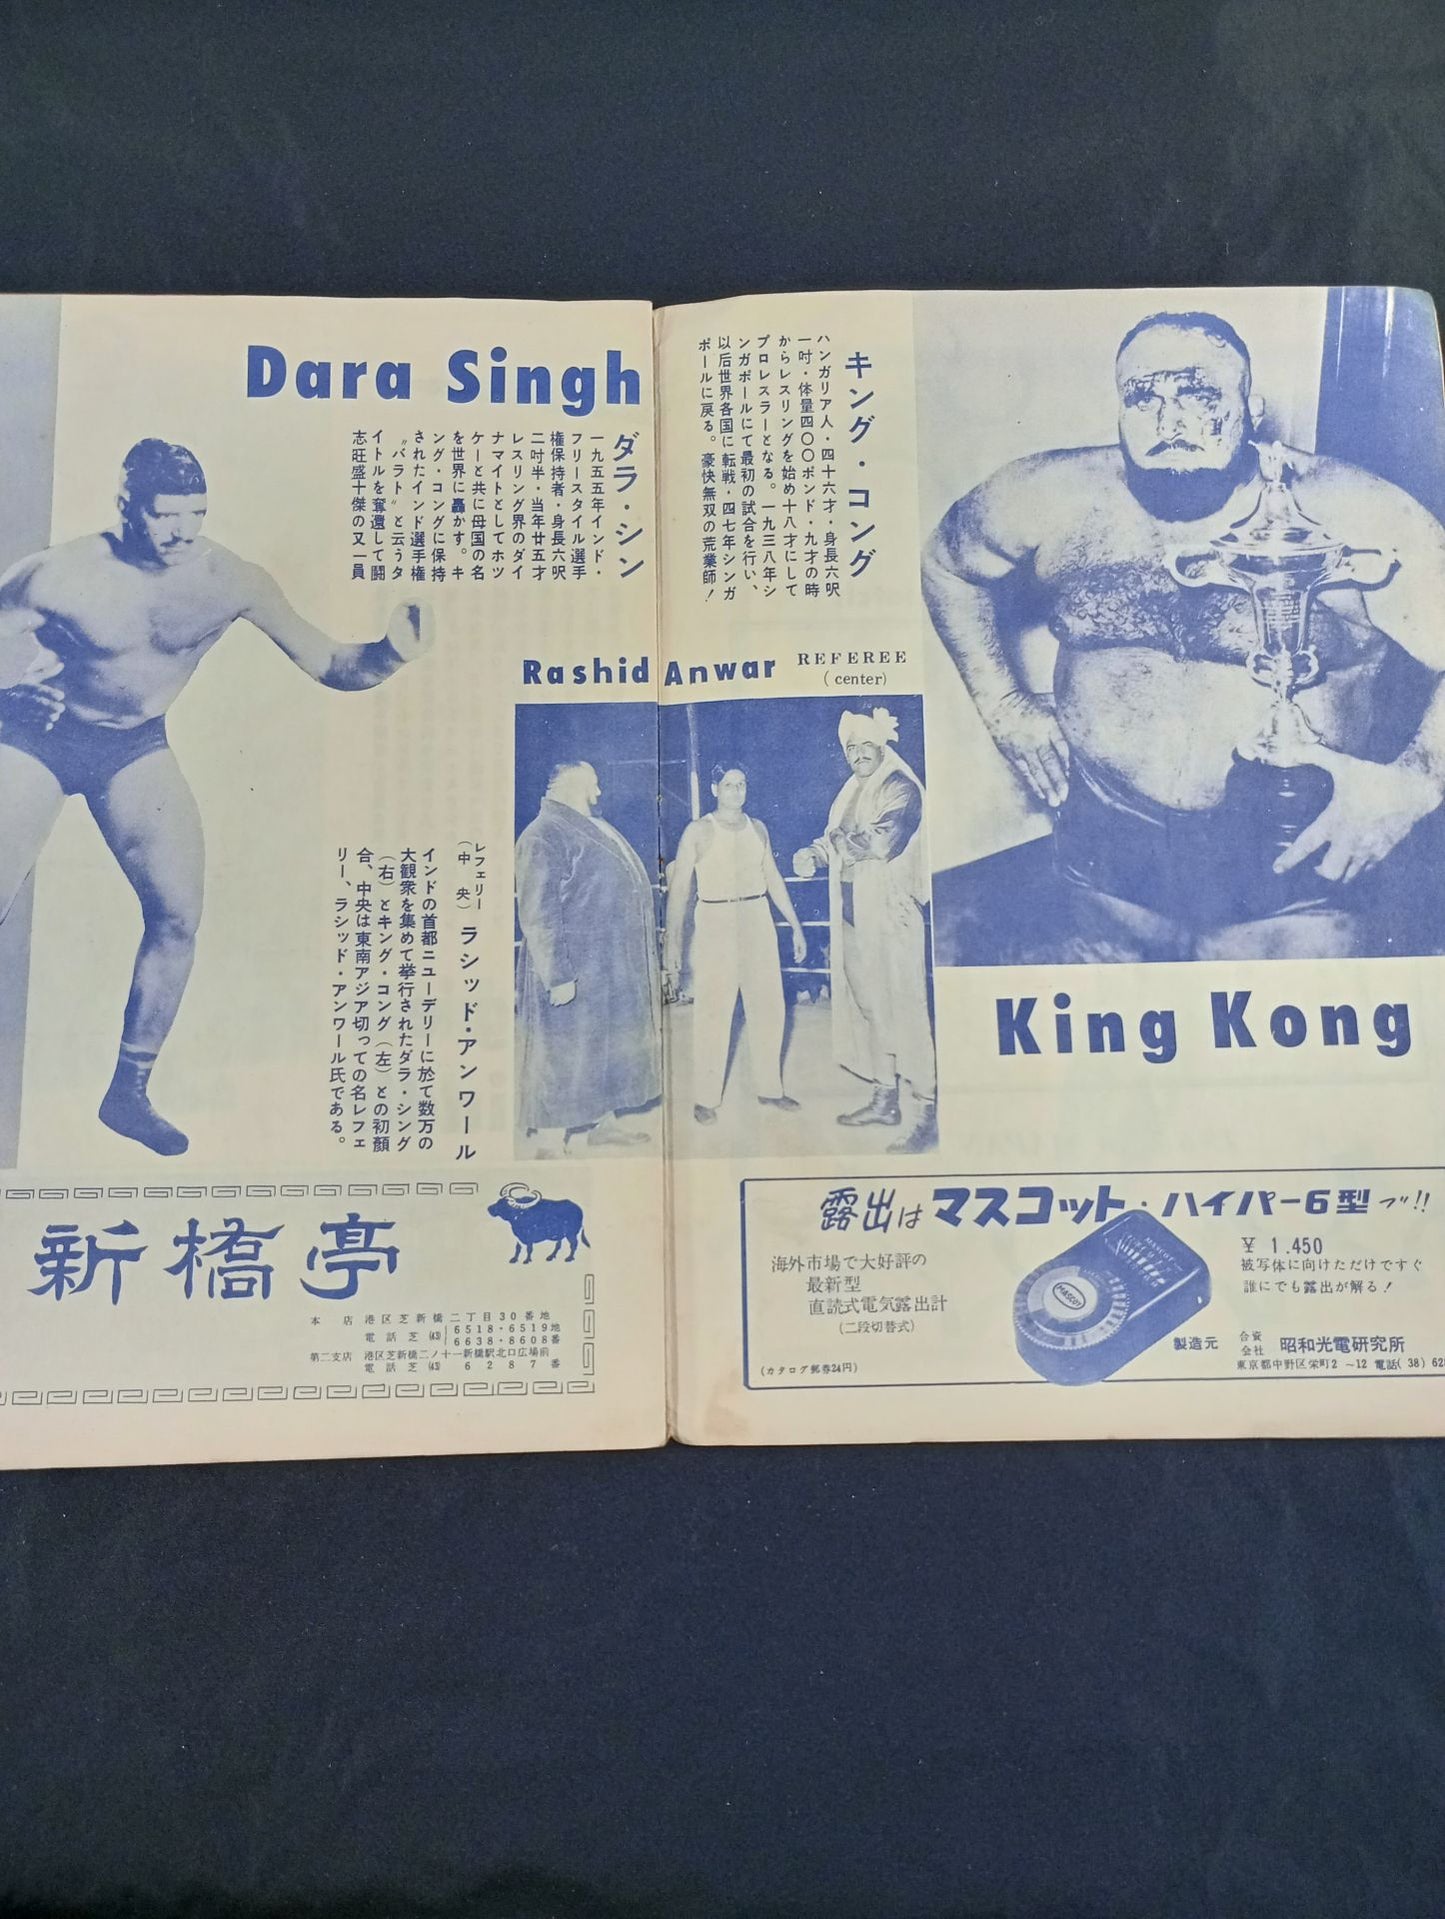 Dara Singh
ダラ・シン
一九五五年インド・
フリースタイル選手
権保持者・身長六呎
二吋半・当年廿五才
レスリング界のダイ
ナマイトとしてホッ
ケーと共に母国の名
を世界に轟かす。キ
ング・コングに保持
されたインド選手権
〝バラト〟と云うタ
イトルを奪還して闘
志旺盛十傑の又一員
キング・コング
ハンガリア人・四十六才・身長六呎
一吋・体量四〇〇ポンド・九才の時
からレスリングを始め十八才にして
プロレスラーとなる。一九三八年シ
ンガポールにて最初の試合を行い、
以后世界各国に転戦・四七年シンガ
ポールに戻る。豪快無双の荒業師！
Rashid Anwar REFEREE
(center)
レフェリー
(中央) ラシッド・アンワール
インドの首都ニューデリーに於て数万の
大観衆を集めて挙行されたダラ・シング
(右)とキング・コング(左)との初顔
合、中央は東南アジア切っての名レフェ
リー、ラシッド・アンワール氏である。
King Kong
新橋亭
本店 港区芝新橋二丁目30番地
電話芝(43) 6518・6519地
6638・8608番
第二支店 港区芝新橋二ノ十一新橋駅北口広場前
電話芝(43) 6287番
露出はマスコット・ハイパー6型ヅ!!
海外市場で大好評の
最新型
直読式電気露出計
(二段切替式)
(カタログ郵券24円)
MASCOT
¥ 1.450
被写体に向けただけですぐ
誰にでも露出が解る！
製造元 合資会社 昭和光電研究所
東京都中野区栄町2～12 電話(38)